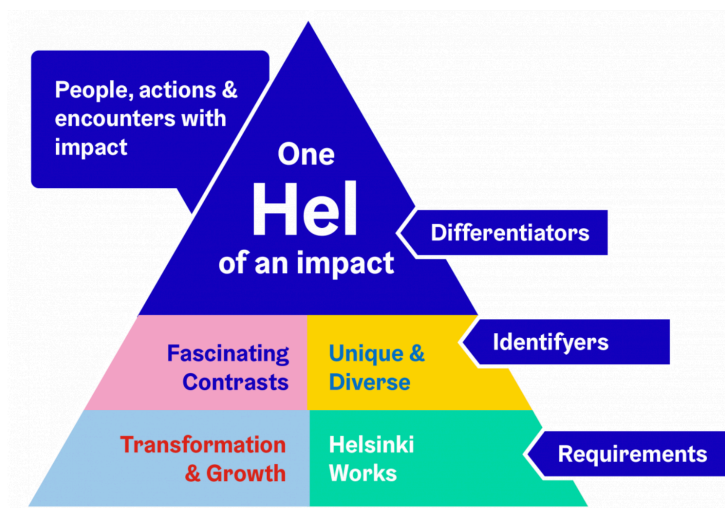 People, actions &
encounters with
impact
One
Hel
of an impact
Differentiators
Identifyers
Fascinating
Contrasts
Unique &
Diverse
Transformation
& Growth
Helsinki
Works
Requirements